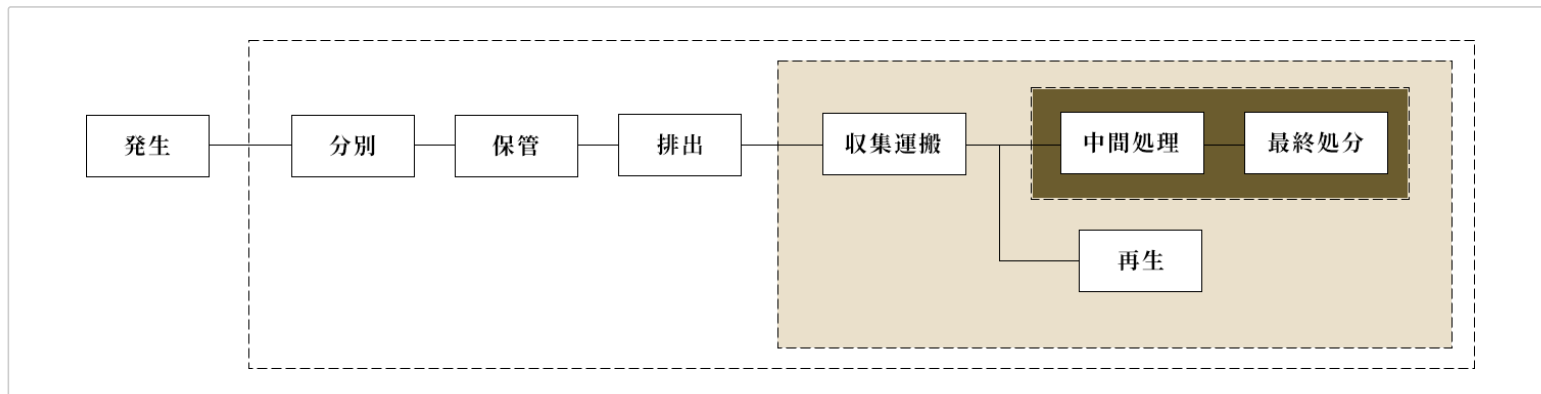 発生
分別
保管
排出
収集運搬
中間処理
最終処分
再生